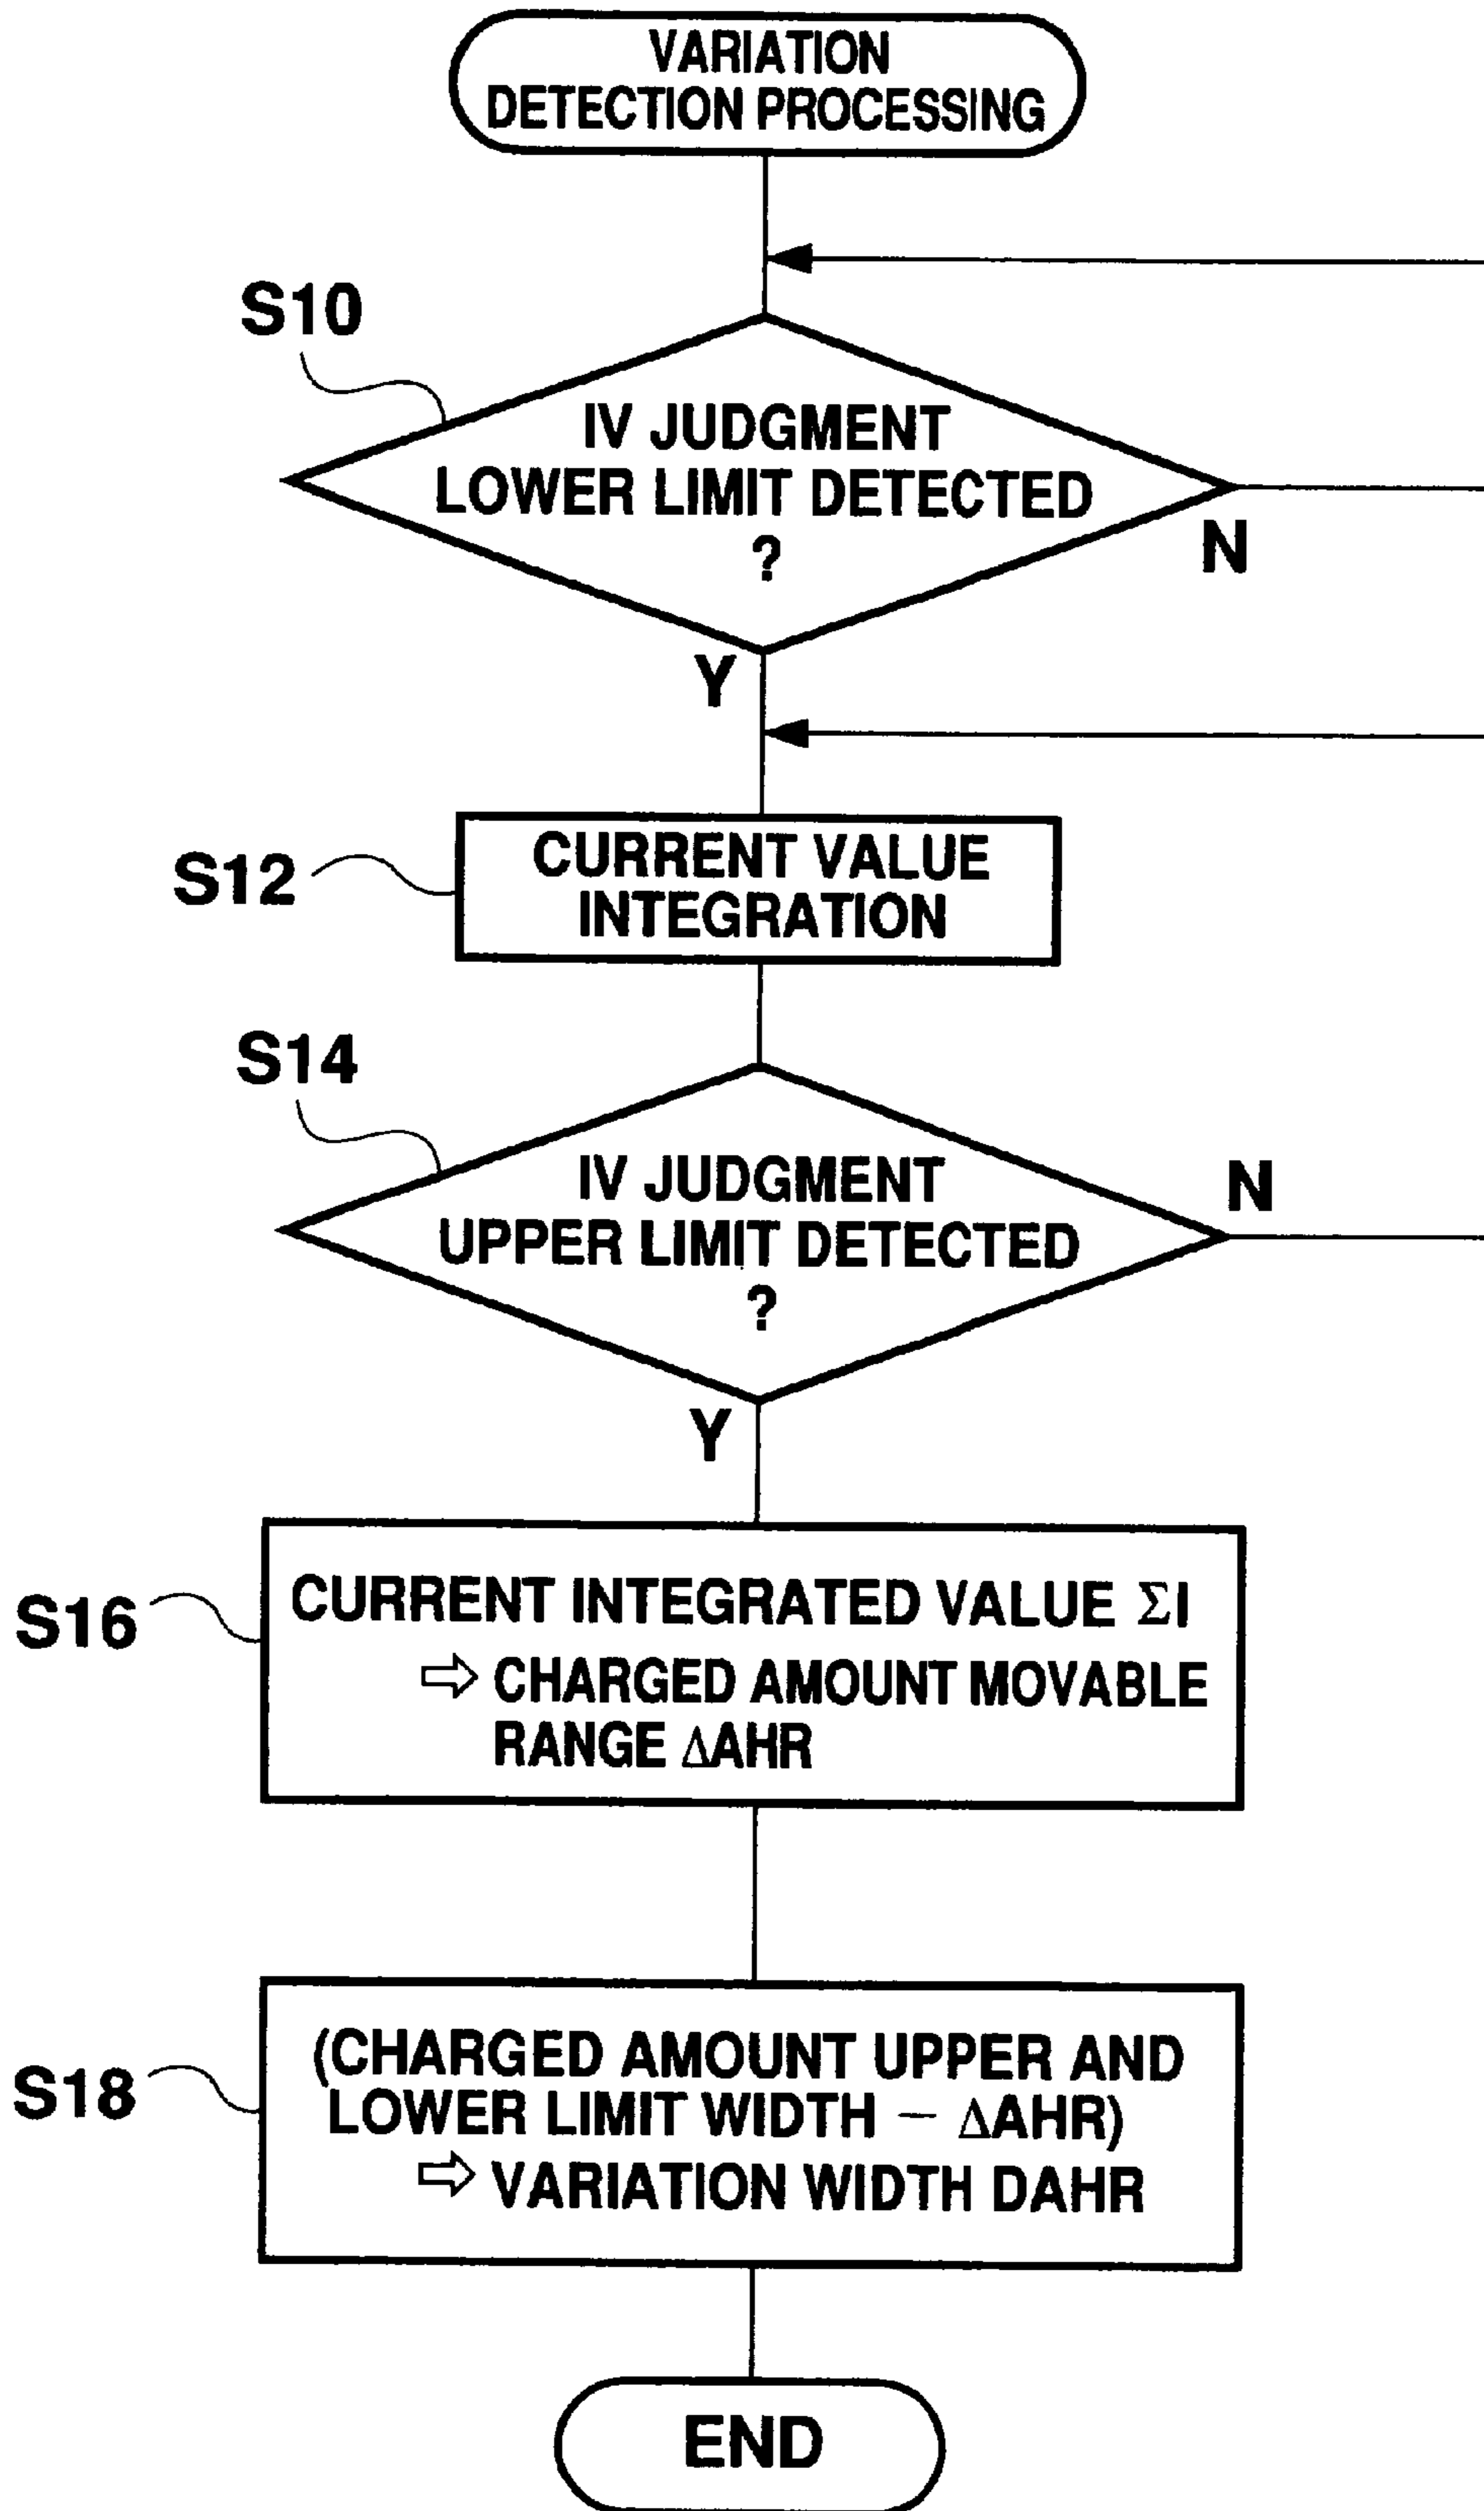 VARIATION
DETECTION PROCESSING
S10
IV JUDGMENT
LOWER LIMIT DETECTED
?
N
Y
S12
CURRENT VALUE
INTEGRATION
S14
IV JUDGMENT
UPPER LIMIT DETECTED
?
N
Y
S16
CURRENT INTEGRATED VALUE ΣI
⇨ CHARGED AMOUNT MOVABLE
RANGE ΔAHR
S18
(CHARGED AMOUNT UPPER AND
LOWER LIMIT WIDTH − ΔAHR)
⇨ VARIATION WIDTH DAHR
END